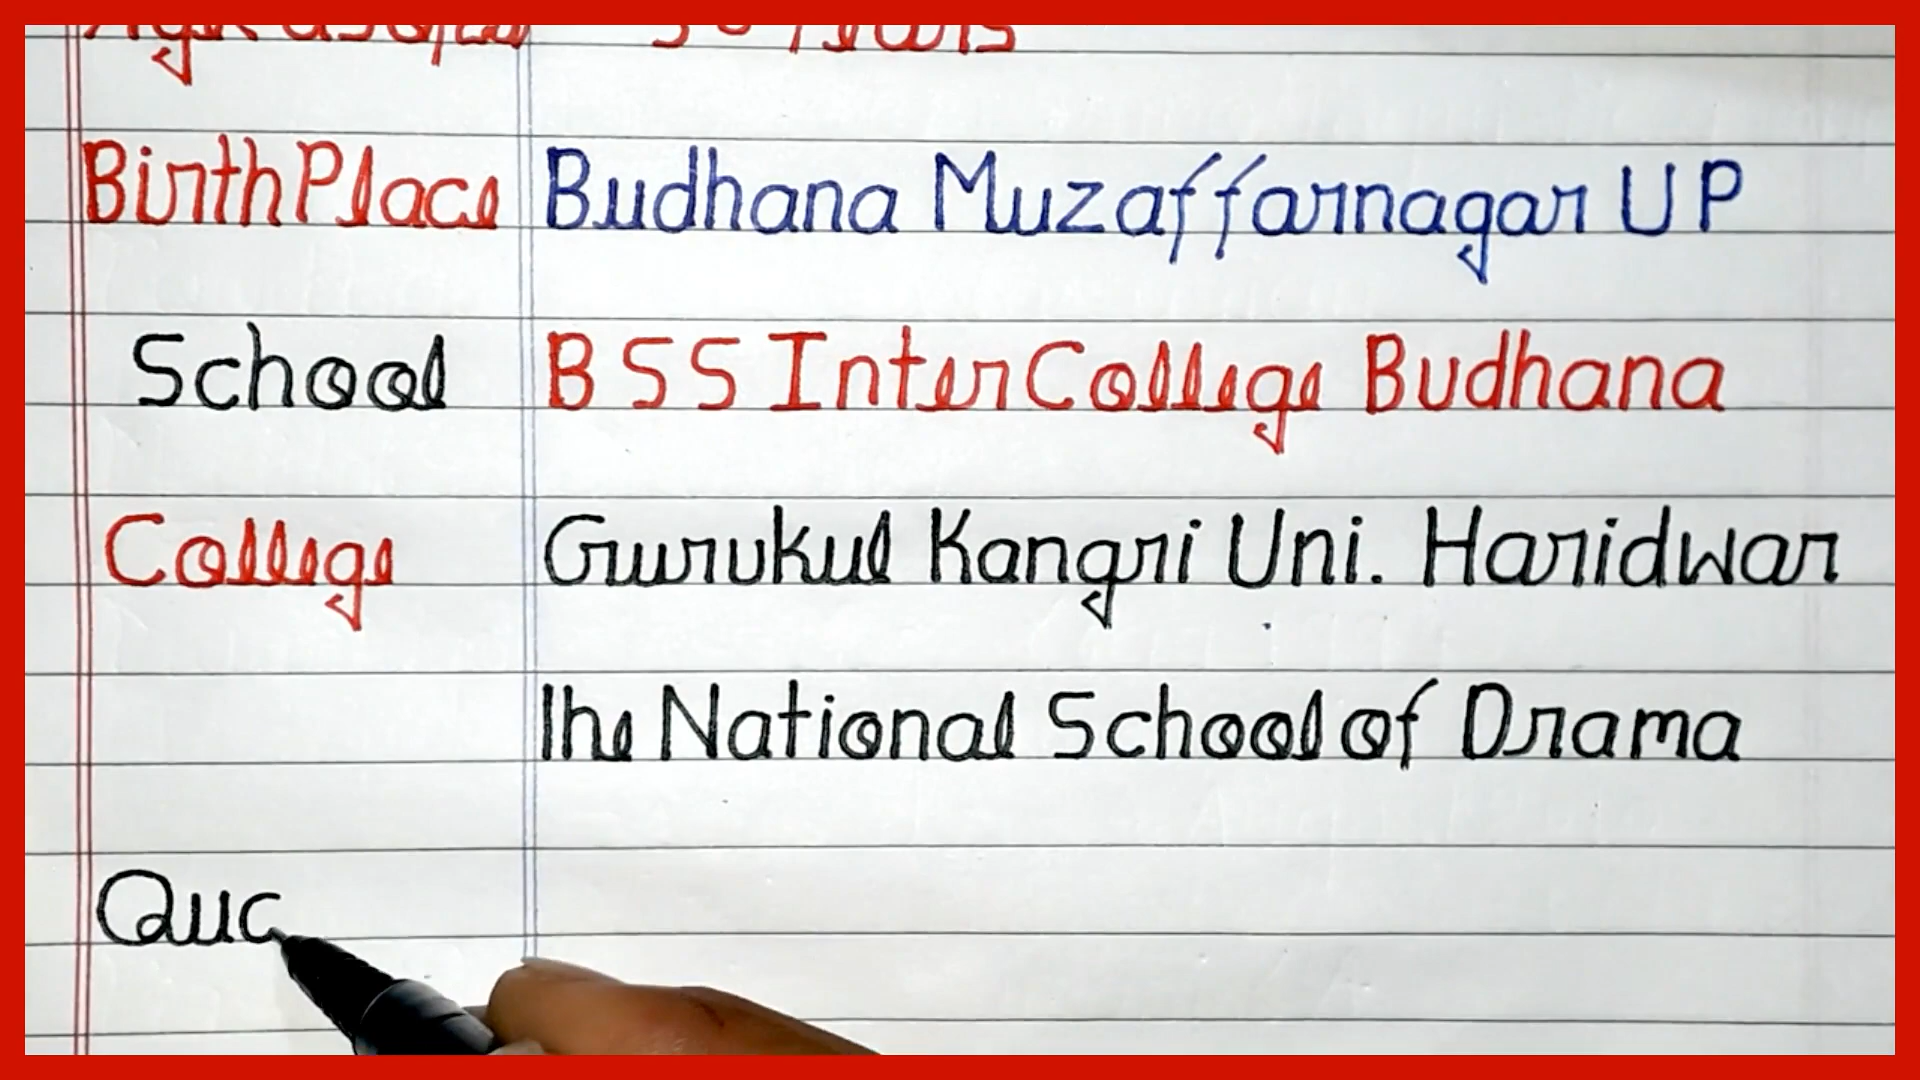 Birth Place Budhana Muzaffarnagar UP
School B S S Inter College Budhana
College Gurukul Kangri Uni. Haridwar
The National School of Drama
Qua